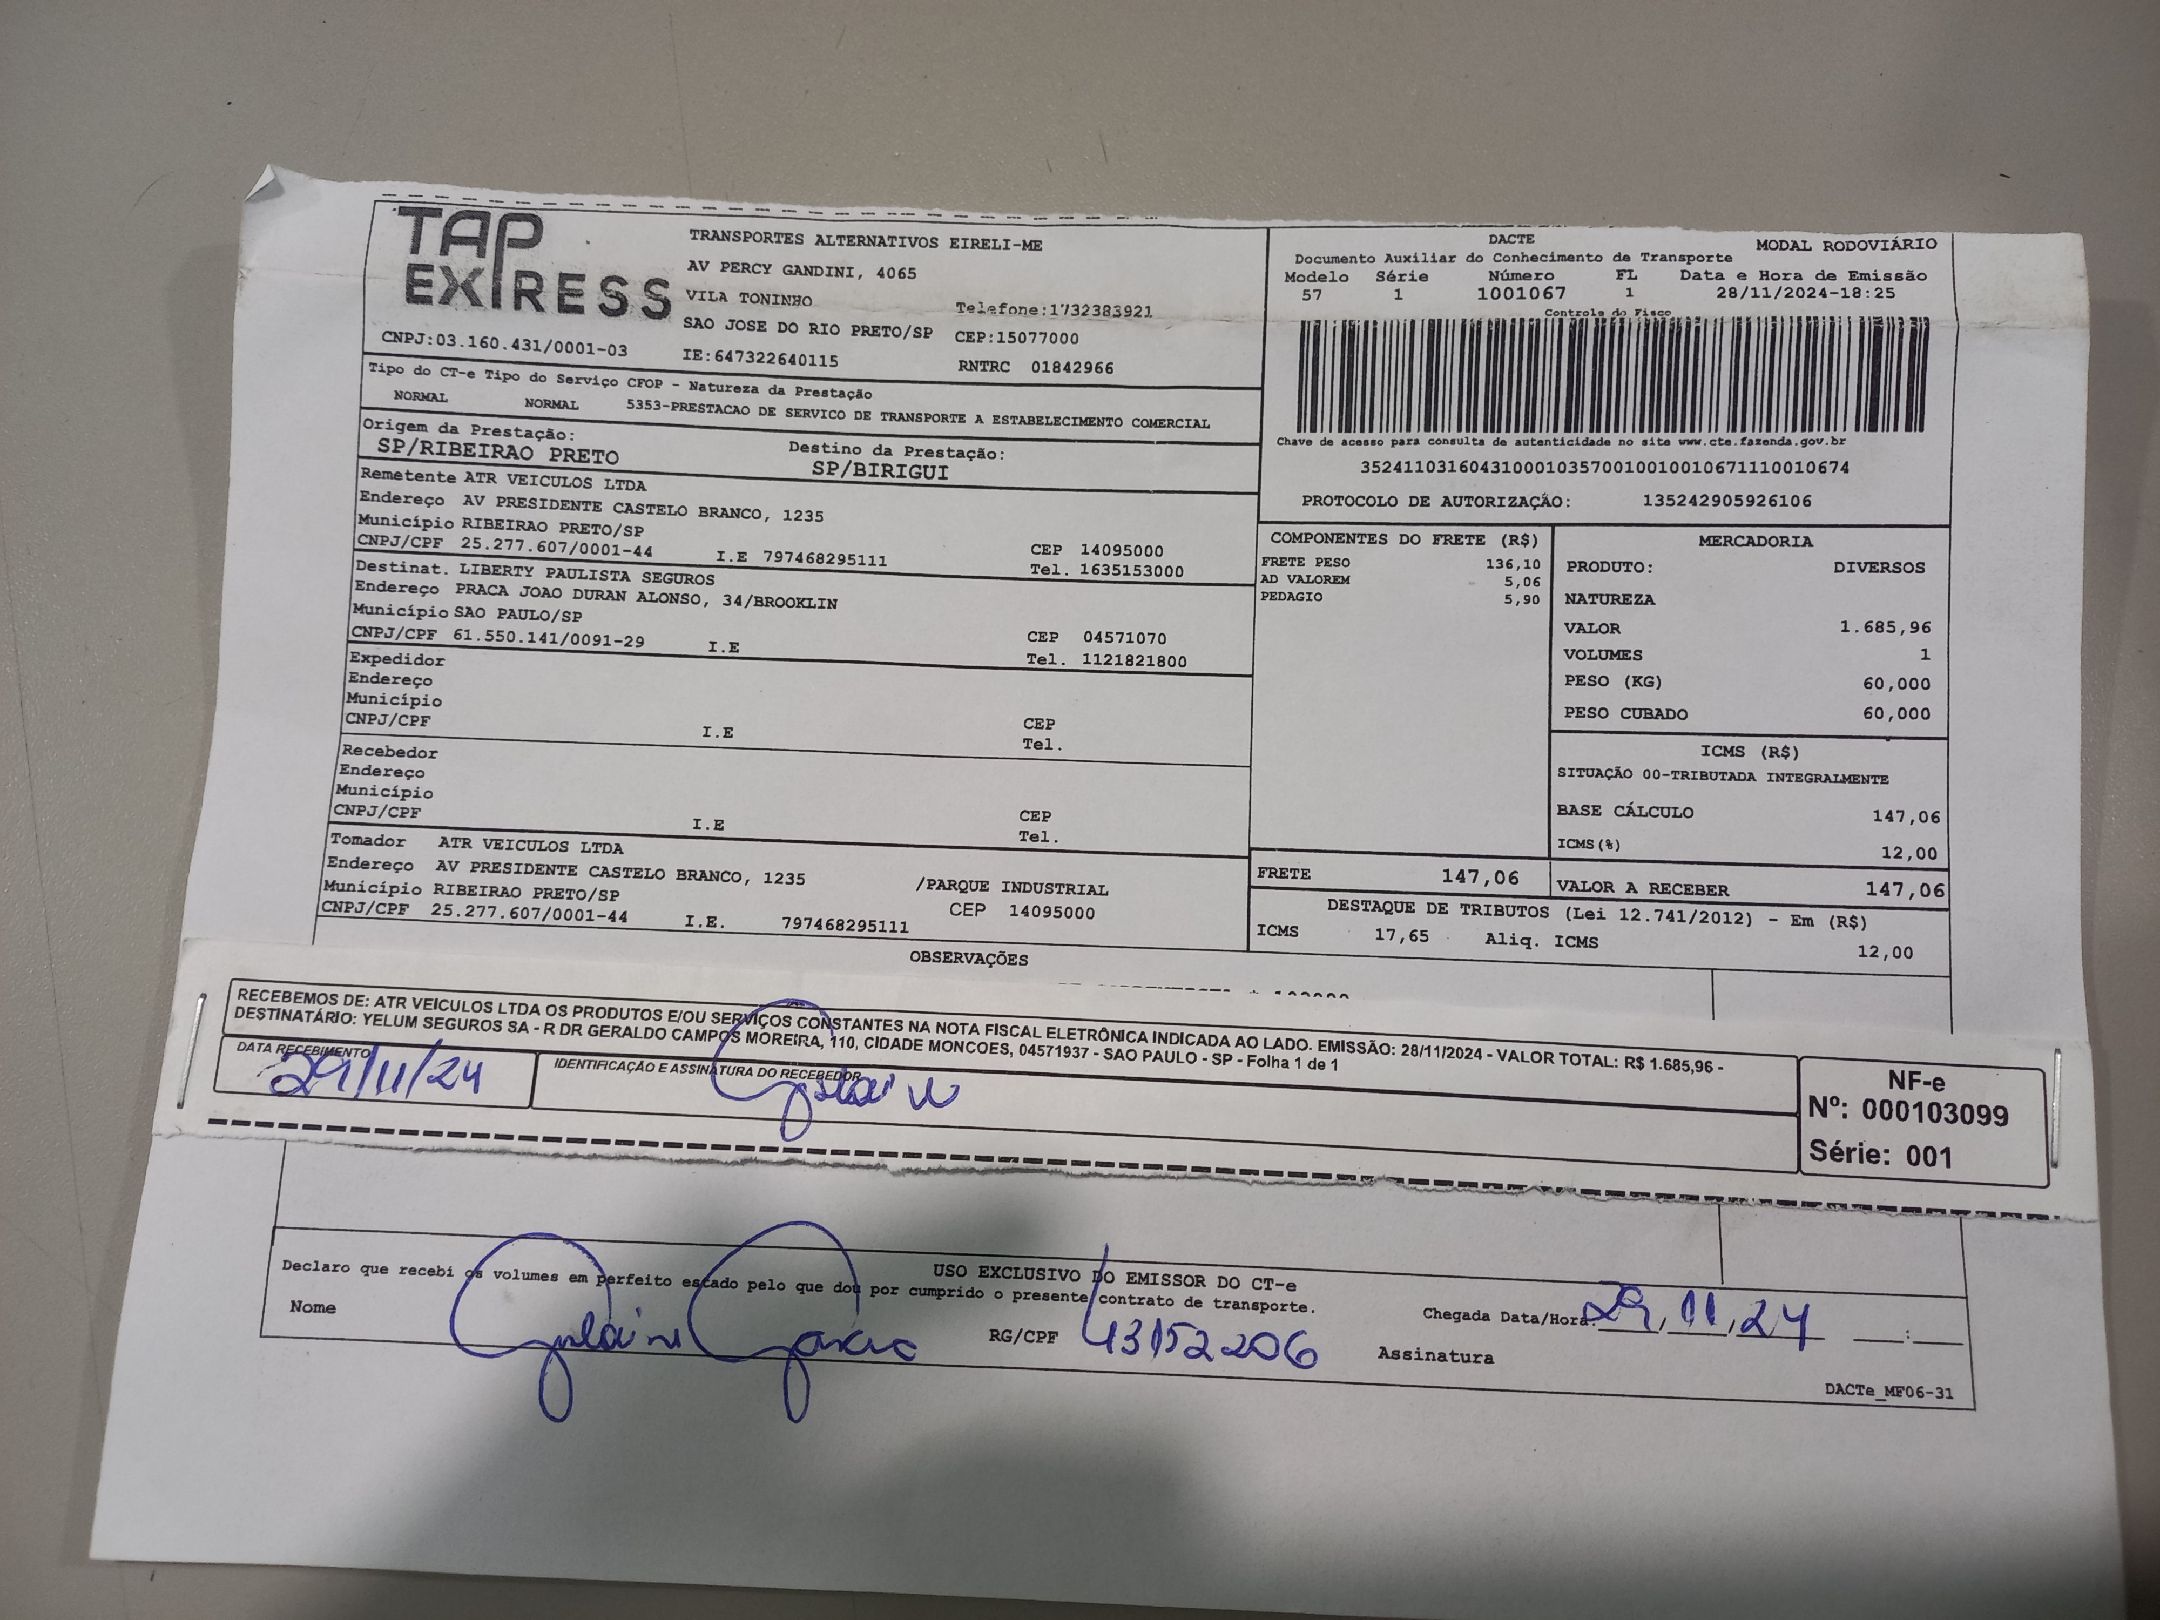 TAP EXPRESS
TRANSPORTES ALTERNATIVOS EIRELI-ME
AV PERCY GANDINI, 4065
VILA TONINHO Telefone:1732383921
SAO JOSE DO RIO PRETO/SP CEP:15077000
CNPJ:03.160.431/0001-03 IE:647322640115 RNTRC 01842966
DACTE MODAL RODOVIÁRIO
Documento Auxiliar do Conhecimento de Transporte
Modelo Série Número FL Data e Hora de Emissão
57 1 1001067 1 28/11/2024-18:25
Controle do Fisco
Chave de acesso para consulta de autenticidade no site www.cte.fazenda.gov.br
35241103160431000103570010010010671110010674
PROTOCOLO DE AUTORIZAÇÃO: 135242905926106
Tipo do CT-e Tipo do Serviço CFOP - Natureza da Prestação
NORMAL NORMAL 5353-PRESTACAO DE SERVICO DE TRANSPORTE A ESTABELECIMENTO COMERCIAL
Origem da Prestação: Destino da Prestação:
SP/RIBEIRAO PRETO SP/BIRIGUI
Remetente ATR VEICULOS LTDA
Endereço AV PRESIDENTE CASTELO BRANCO, 1235
Município RIBEIRAO PRETO/SP CEP 14095000
CNPJ/CPF 25.277.607/0001-44 I.E 797468295111 Tel. 1635153000
Destinat. LIBERTY PAULISTA SEGUROS
Endereço PRACA JOAO DURAN ALONSO, 34/BROOKLIN
Município SAO PAULO/SP CEP 04571070
CNPJ/CPF 61.550.141/0091-29 I.E Tel. 1121821800
Expedidor
Endereço
Município CEP
CNPJ/CPF I.E Tel.
Recebedor
Endereço
Município CEP
CNPJ/CPF I.E Tel.
Tomador ATR VEICULOS LTDA
Endereço AV PRESIDENTE CASTELO BRANCO, 1235 /PARQUE INDUSTRIAL
Município RIBEIRAO PRETO/SP CEP 14095000
CNPJ/CPF 25.277.607/0001-44 I.E. 797468295111
COMPONENTES DO FRETE (R$)
FRETE PESO 136,10
AD VALOREM 5,06
PEDAGIO 5,90
MERCADORIA
PRODUTO: DIVERSOS
NATUREZA
VALOR 1.685,96
VOLUMES 1
PESO (KG) 60,000
PESO CUBADO 60,000
ICMS (R$)
SITUAÇÃO 00-TRIBUTADA INTEGRALMENTE
BASE CÁLCULO 147,06
ICMS(%) 12,00
FRETE 147,06 VALOR A RECEBER 147,06
DESTAQUE DE TRIBUTOS (Lei 12.741/2012) - Em (R$)
ICMS 17,65 Aliq. ICMS 12,00
OBSERVAÇÕES
RECEBEMOS DE: ATR VEICULOS LTDA OS PRODUTOS E/OU SERVIÇOS CONSTANTES NA NOTA FISCAL ELETRÔNICA INDICADA AO LADO. EMISSÃO: 28/11/2024 - VALOR TOTAL: R$ 1.685,96 -
DESTINATÁRIO: YELUM SEGUROS SA - R DR GERALDO CAMPOS MOREIRA, 110, CIDADE MONCOES, 04571937 - SAO PAULO - SP - Folha 1 de 1
DATA RECEBIMENTO IDENTIFICAÇÃO E ASSINATURA DO RECEBEDOR
29/11/24
NF-e
Nº: 000103099
Série: 001
USO EXCLUSIVO DO EMISSOR DO CT-e
Declaro que recebi os volumes em perfeito estado pelo que dou por cumprido o presente contrato de transporte.
Nome RG/CPF 43152206 Chegada Data/Hora: 29,11,24 :
Assinatura
DACTe_MF06-31